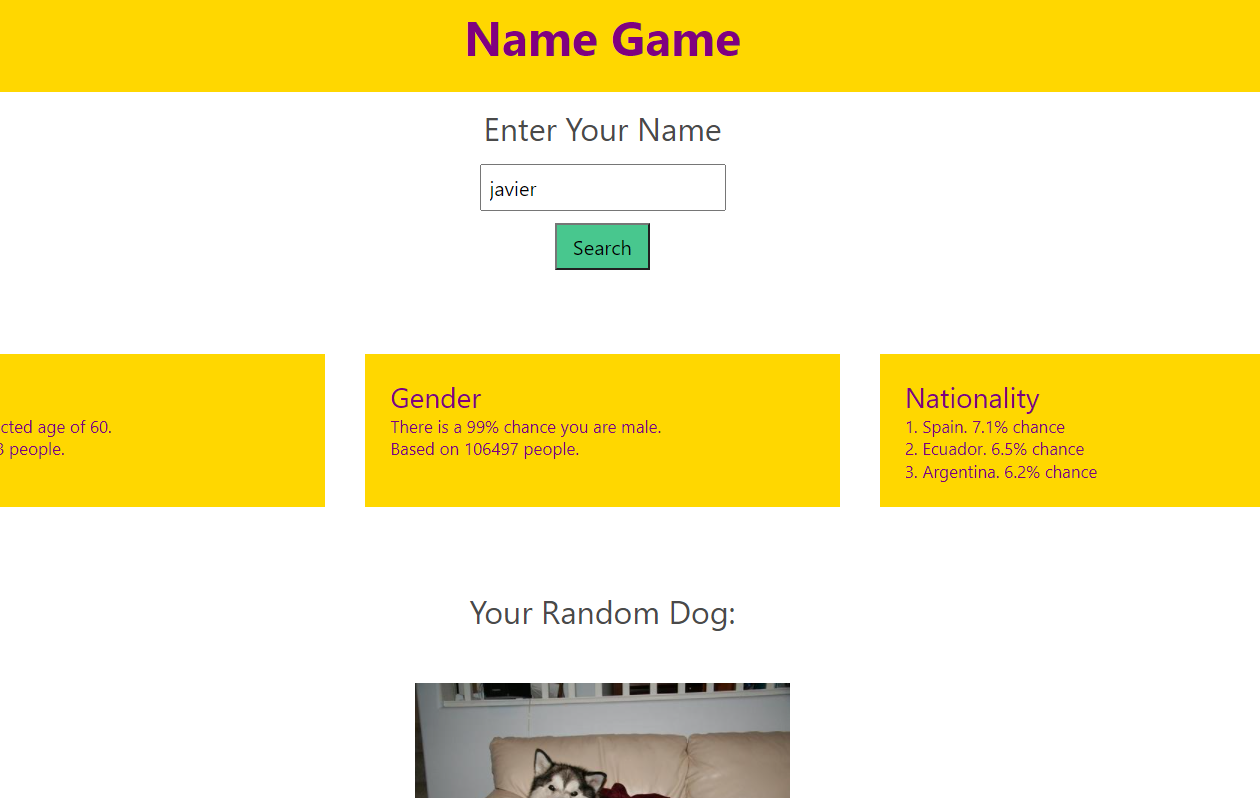 Name Game
Enter Your Name
javier
Search
age of 60.
people.
Gender
There is a 99% chance you are male.
Based on 106497 people.
Nationality
1. Spain. 7.1% chance
2. Ecuador. 6.5% chance
3. Argentina. 6.2% chance
Your Random Dog: